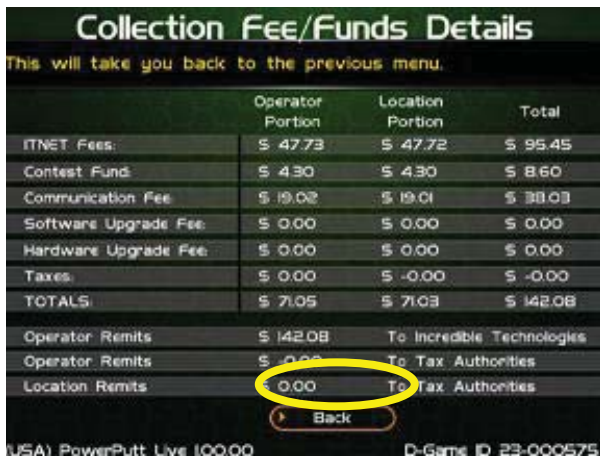 Collection Fee/Funds Details
This will take you back to the previous menu.
Operator Portion Location Portion Total
ITNET Fees: $ 47.73 $ 47.72 $ 95.45
Contest Fund: $ 4.30 $ 4.30 $ 8.60
Communication Fee: $ 19.02 $ 19.01 $ 38.03
Software Upgrade Fee: $ 0.00 $ 0.00 $ 0.00
Hardware Upgrade Fee: $ 0.00 $ 0.00 $ 0.00
Taxes: $ 0.00 $ -0.00 $ -0.00
TOTALS: $ 71.05 $ 71.03 $ 142.08
Operator Remits $ 142.08 To Incredible Technologies
Operator Remits $ -0.00 To Tax Authorities
Location Remits $ 0.00 To Tax Authorities
Back
(USA) PowerPutt Live 1.00.00 D-Game ID 23-000575